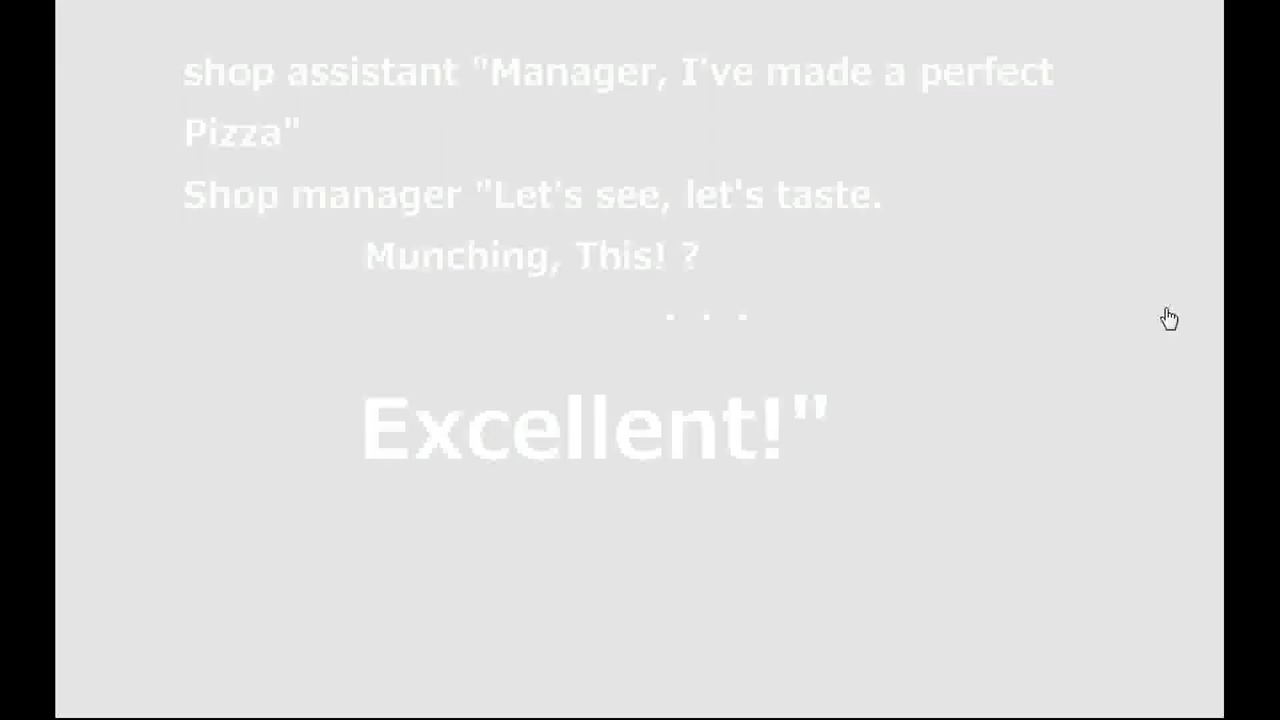 shop assistant "Manager, I've made a perfect
Pizza"
Shop manager "Let's see, let's taste.
Munching, This! ?
. . .
Excellent!"